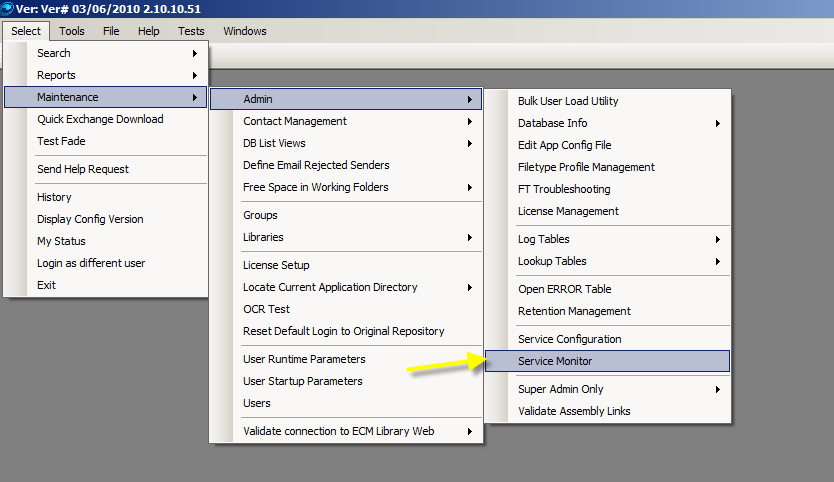 Ver: Ver# 03/06/2010 2.10.10.51
Select Tools File Help Tests Windows
Search
Reports
Maintenance
Quick Exchange Download
Test Fade
Send Help Request
History
Display Config Version
My Status
Login as different user
Exit
Admin
Contact Management
DB List Views
Define Email Rejected Senders
Free Space in Working Folders
Groups
Libraries
License Setup
Locate Current Application Directory
OCR Test
Reset Default Login to Original Repository
User Runtime Parameters
User Startup Parameters
Users
Validate connection to ECM Library Web
Bulk User Load Utility
Database Info
Edit App Config File
Filetype Profile Management
FT Troubleshooting
License Management
Log Tables
Lookup Tables
Open ERROR Table
Retention Management
Service Configuration
Service Monitor
Super Admin Only
Validate Assembly Links